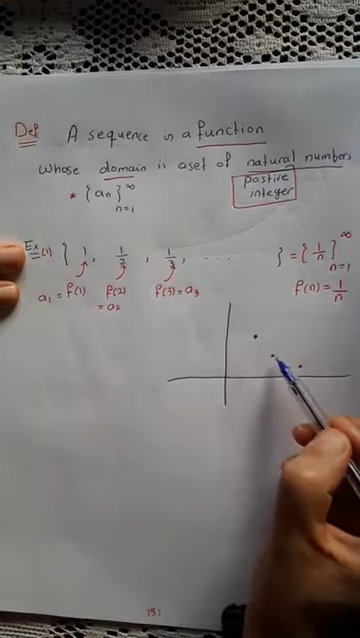 Def A sequence is a function
whose domain is a set of natural numbers
* {an}∞n=1
postive
integer
Ex(1) { 1, 1/2, 1/3, ..... } = {1/n}∞n=1
a1 = f(1) f(2) = a2 f(3) = a3 f(n) = 1/n